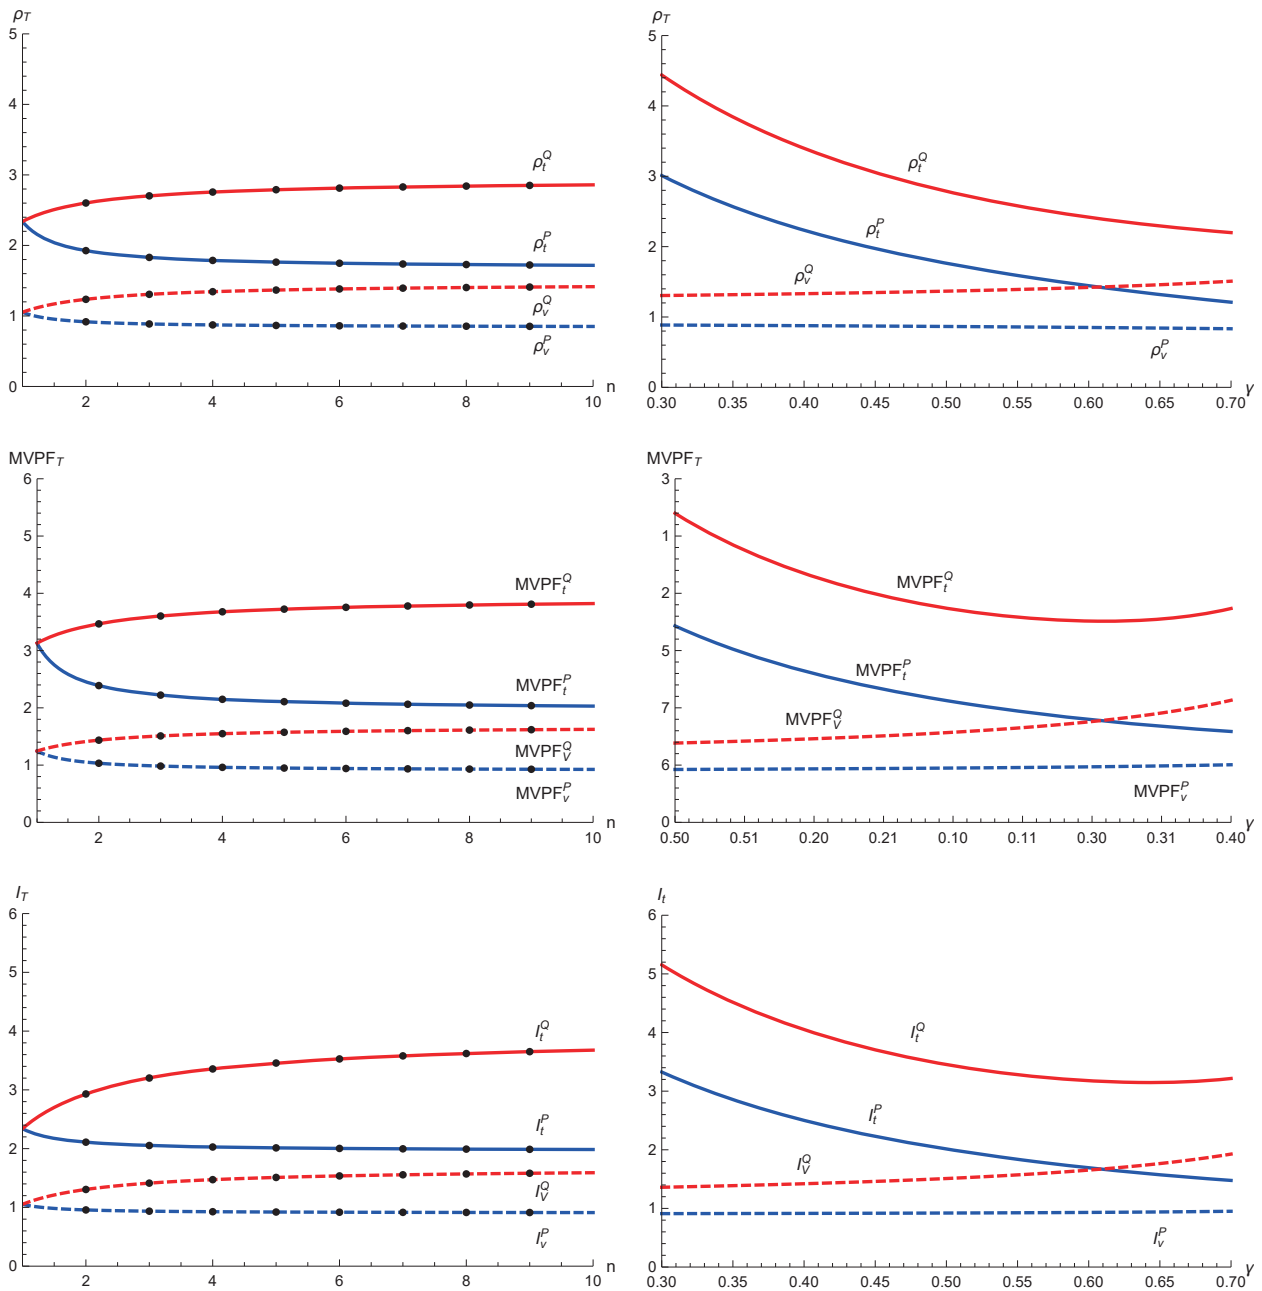 ρT ρT
5 5
4 4
3 3
2 2
1 1
0 0
ρtQ ρtQ
ρtP ρtP
ρvQ ρvQ
ρvP ρvP
2 4 6 8 10 n
0.30 0.35 0.40 0.45 0.50 0.55 0.60 0.65 0.70 γ
MVPFT MVPFT
6 3
5 1
4 2
3 5
2 7
1 6
0 0
MVPFtQ MVPFtQ
MVPFtP MVPFtP
MVPFVQ MVPFVQ
MVPFvP MVPFvP
2 4 6 8 10 n
0.50 0.51 0.20 0.21 0.10 0.11 0.30 0.31 0.40 γ
IT It
6 6
5 5
4 4
3 3
2 2
1 1
0 0
ItQ ItQ
ItP ItP
IVQ IVQ
IvP IvP
2 4 6 8 10 n
0.30 0.35 0.40 0.45 0.50 0.55 0.60 0.65 0.70 γ